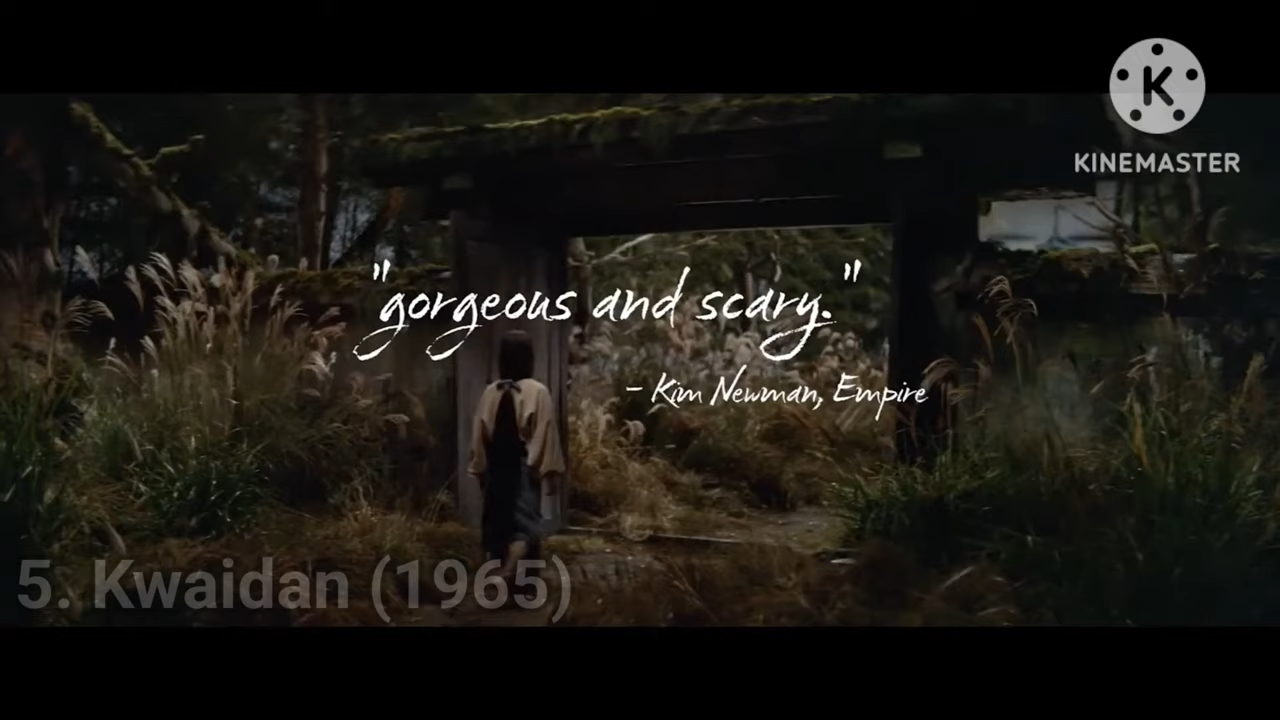 K
KINEMASTER
"gorgeous and scary."
- Kim Newman, Empire
5. Kwaidan (1965)